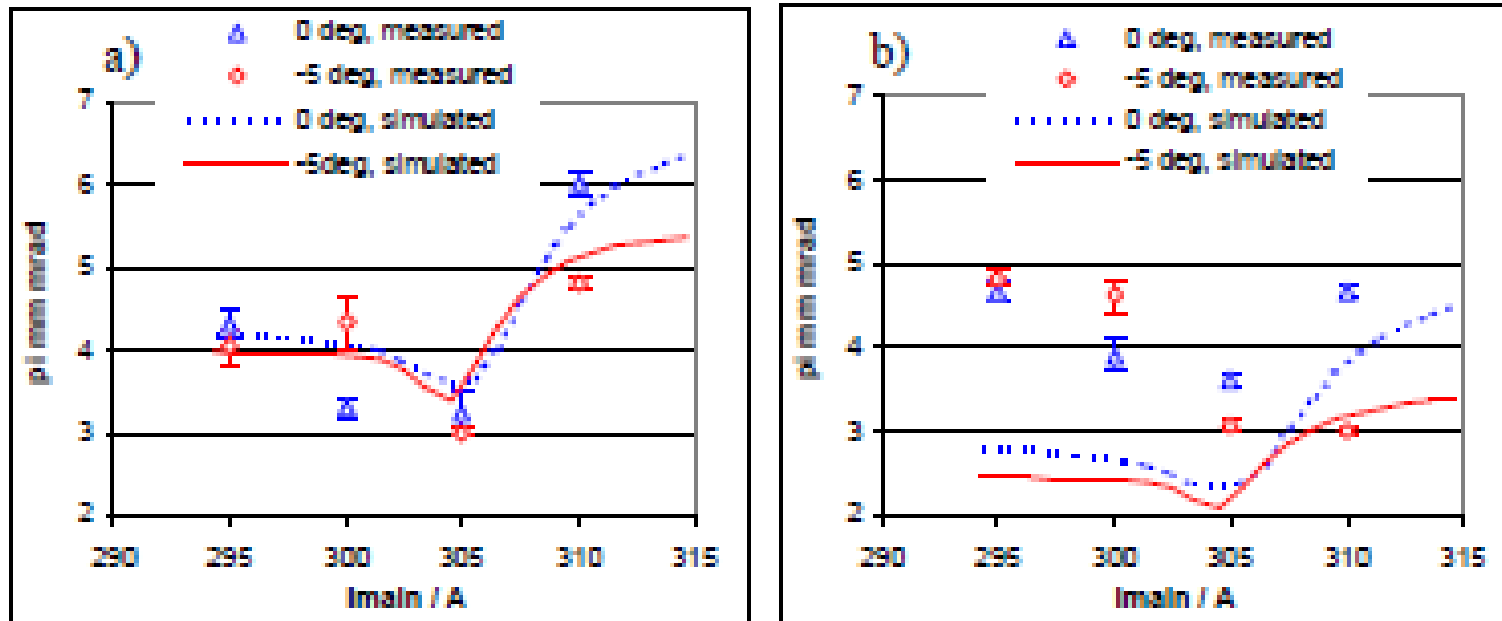 a)
0 deg, measured
-5 deg, measured
0 deg, simulated
-5deg, simulated
7
6
5
4
3
2
pi mm mrad
290 295 300 305 310 315
Imain / A
b)
0 deg, measured
-5 deg, measured
0 deg, simulated
-5 deg, simulated
7
6
5
4
3
2
pi mm mrad
290 295 300 305 310 315
Imain / A